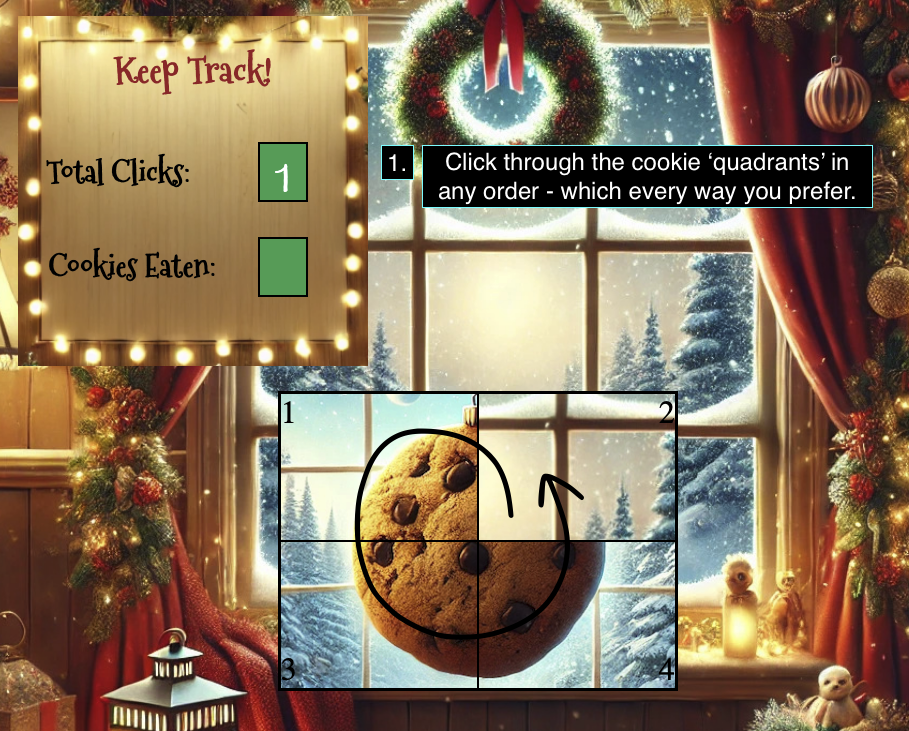 Keep Track!
Total Clicks:
1
Cookies Eaten:
1.
Click through the cookie ‘quadrants’ in
any order - which every way you prefer.
1
2
3
4